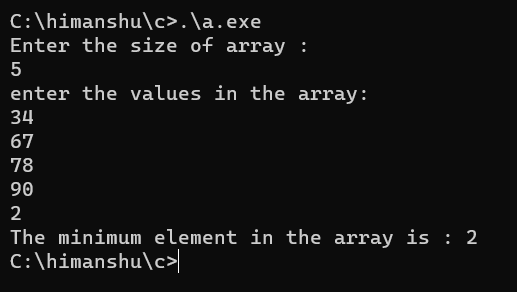 C:\himanshu\c>.\a.exe
Enter the size of array :
5
enter the values in the array:
34
67
78
90
2
The minimum element in the array is : 2
C:\himanshu\c>